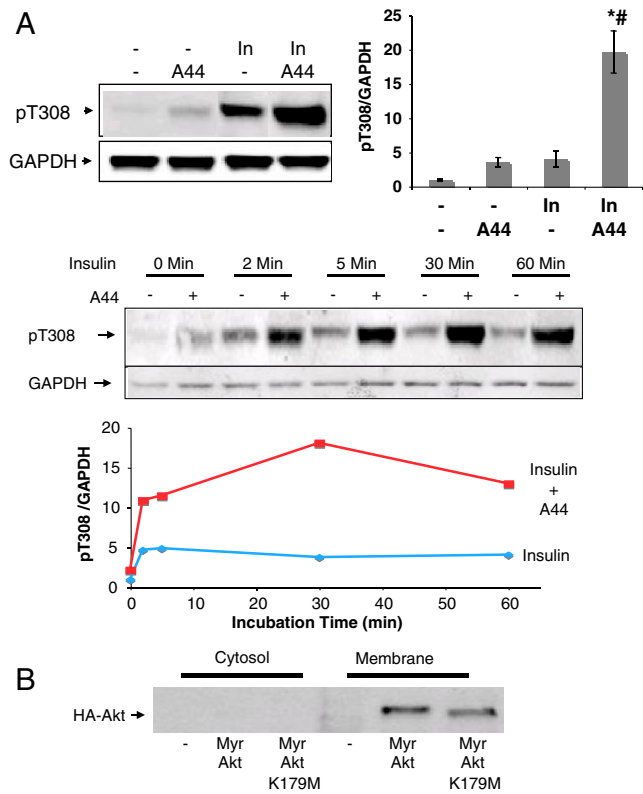 A
- - In In
- A44 - A44
pT308
GAPDH
pT308/GAPDH
25
20
15
10
5
0
*#
- - In In
- A44 - A44
Insulin 0 Min 2 Min 5 Min 30 Min 60 Min
A44 - + - + - + - + - +
pT308
GAPDH
pT308 /GAPDH
20
15
10
5
0
0 10 20 30 40 50 60
Incubation Time (min)
Insulin
+
A44
Insulin
B
Cytosol Membrane
HA-Akt
- Myr Myr - Myr Myr
Akt Akt Akt Akt
K179M K179M